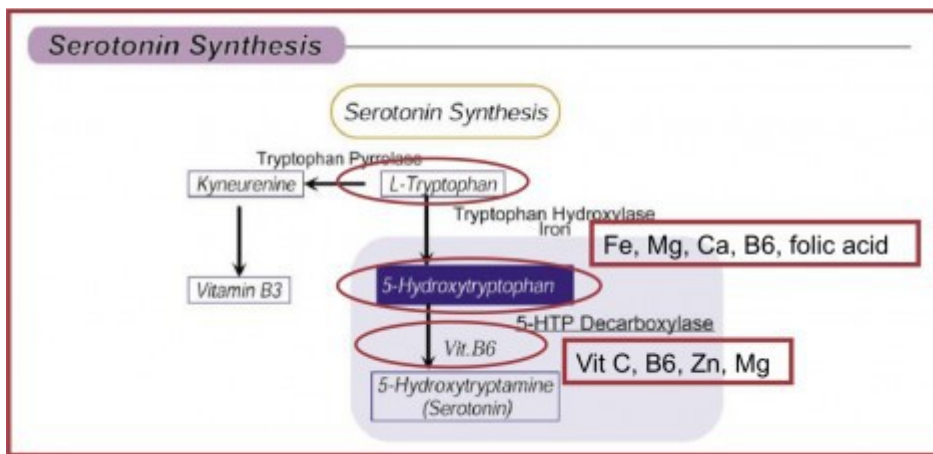 Serotonin Synthesis
Serotonin Synthesis
Tryptophan Pyrrolase
Kyneurenine
L-Tryptophan
Tryptophan Hydroxylase
Iron
Fe, Mg, Ca, B6, folic acid
Vitamin B3
5-Hydroxytryptophan
5-HTP Decarboxylase
Vit.B6
Vit C, B6, Zn, Mg
5-Hydroxytryptamine
(Serotonin)